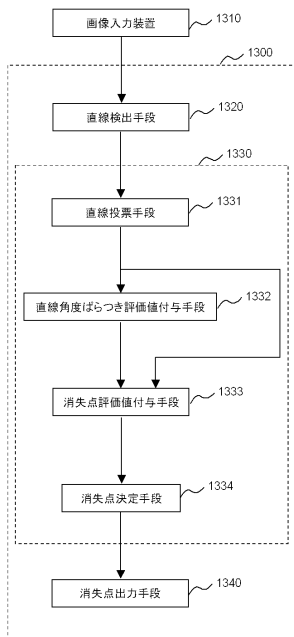 画像入力装置
1310
1300
直線検出手段
1320
1330
直線投票手段
1331
直線角度ばらつき評価値付与手段
1332
消失点評価値付与手段
1333
消失点決定手段
1334
消失点出力手段
1340